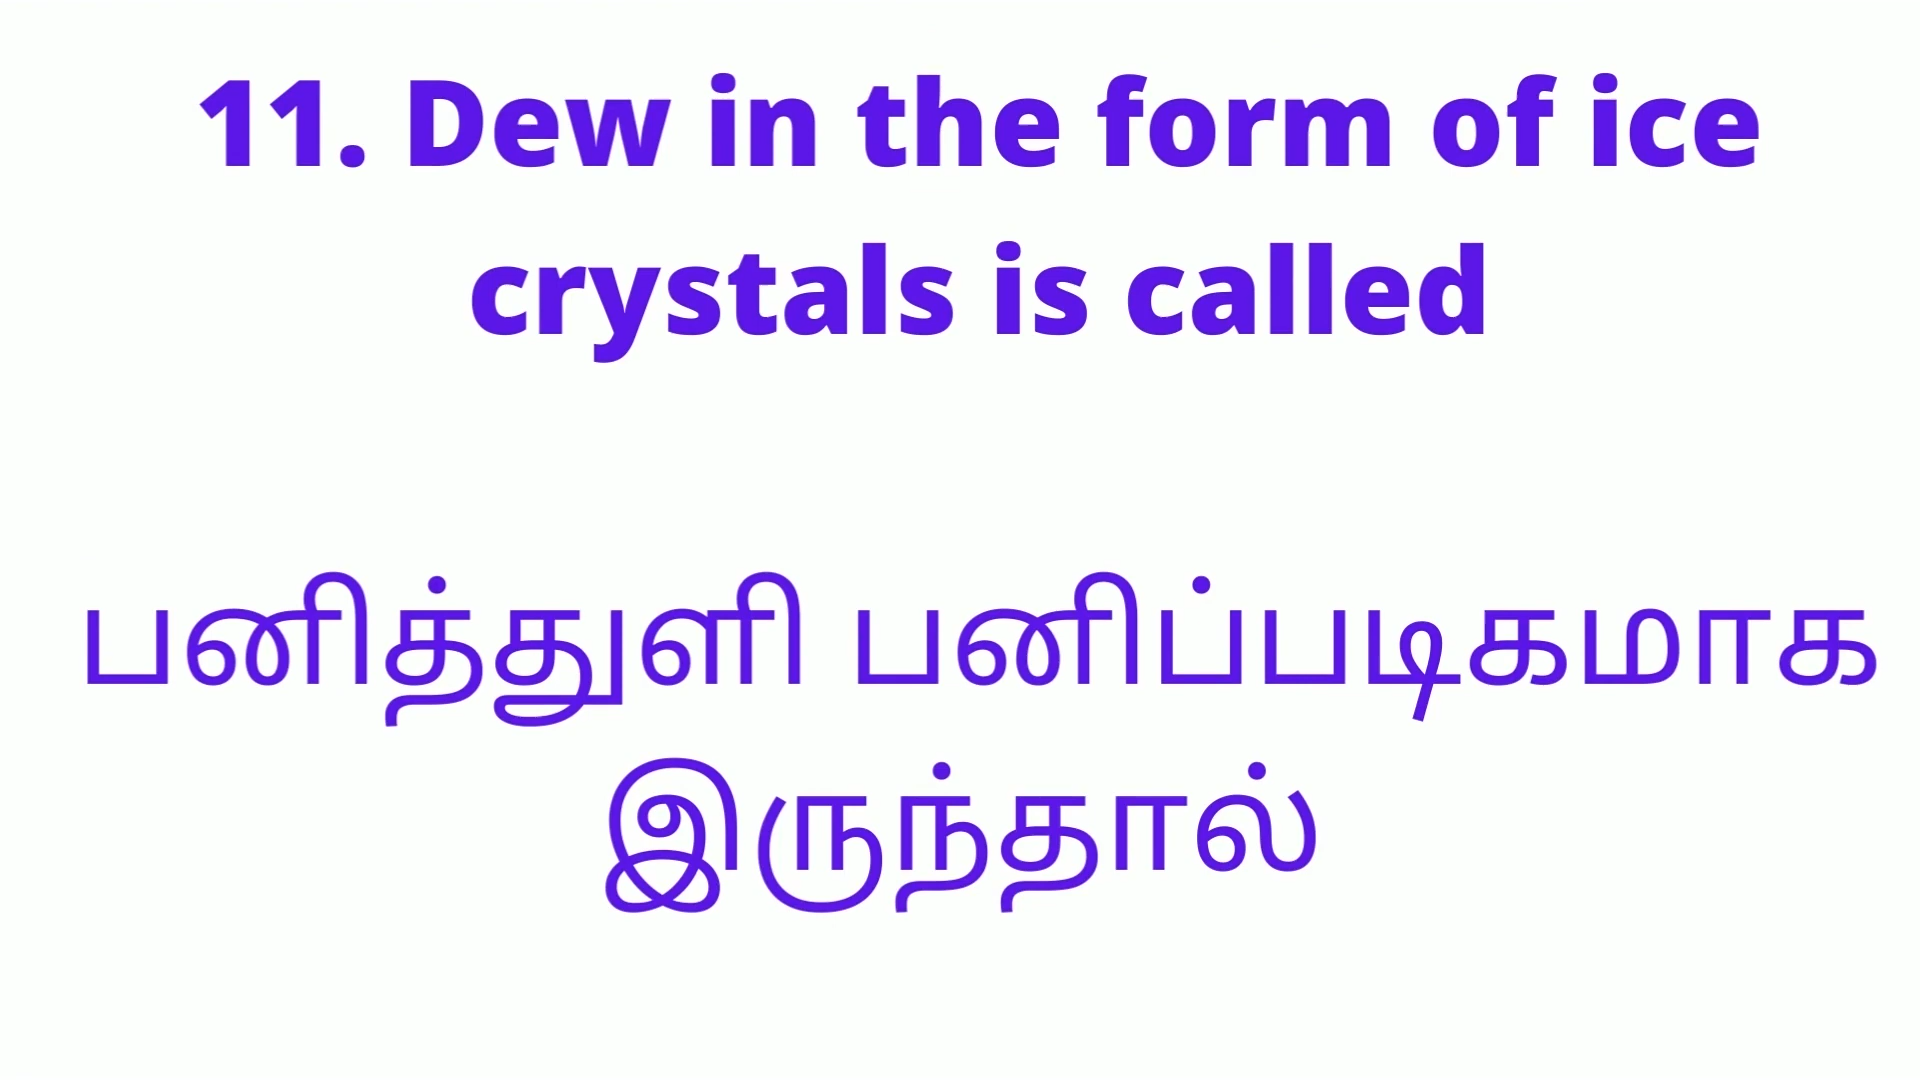 11. Dew in the form of ice
crystals is called
பனித்துளி பனிப்படிகமாக
இருந்தால்